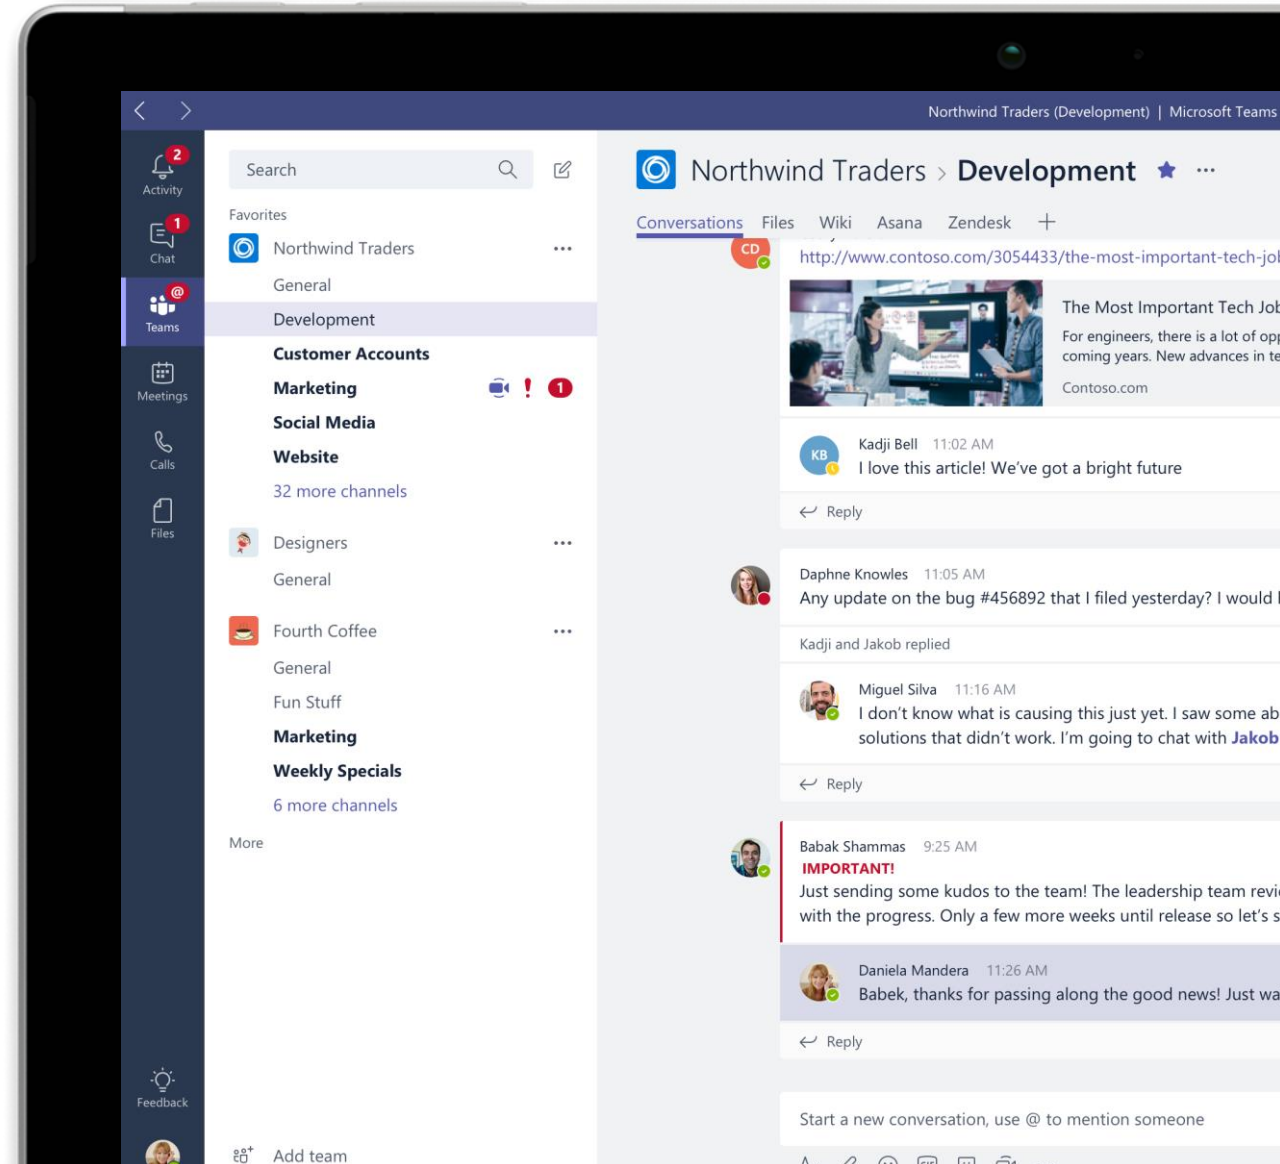 Northwind Traders (Development) | Microsoft Teams
2
Activity
1
Chat
@
Teams
Meetings
Calls
Files
Feedback
Search
Favorites
Northwind Traders
General
Development
Customer Accounts
Marketing
! 1
Social Media
Website
32 more channels
Designers
General
Fourth Coffee
General
Fun Stuff
Marketing
Weekly Specials
6 more channels
More
Add team
Northwind Traders > Development
Conversations Files Wiki Asana Zendesk +
CD
http://www.contoso.com/3054433/the-most-important-tech-job
The Most Important Tech Job
For engineers, there is a lot of opp
coming years. New advances in te
Contoso.com
KB
Kadji Bell 11:02 AM
I love this article! We've got a bright future
Reply
Daphne Knowles 11:05 AM
Any update on the bug #456892 that I filed yesterday? I would
Kadji and Jakob replied
Miguel Silva 11:16 AM
I don't know what is causing this just yet. I saw some ab
solutions that didn't work. I'm going to chat with Jakob
Reply
Babak Shammas 9:25 AM
IMPORTANT!
Just sending some kudos to the team! The leadership team revi
with the progress. Only a few more weeks until release so let's s
Daniela Mandera 11:26 AM
Babek, thanks for passing along the good news! Just wa
Reply
Start a new conversation, use @ to mention someone